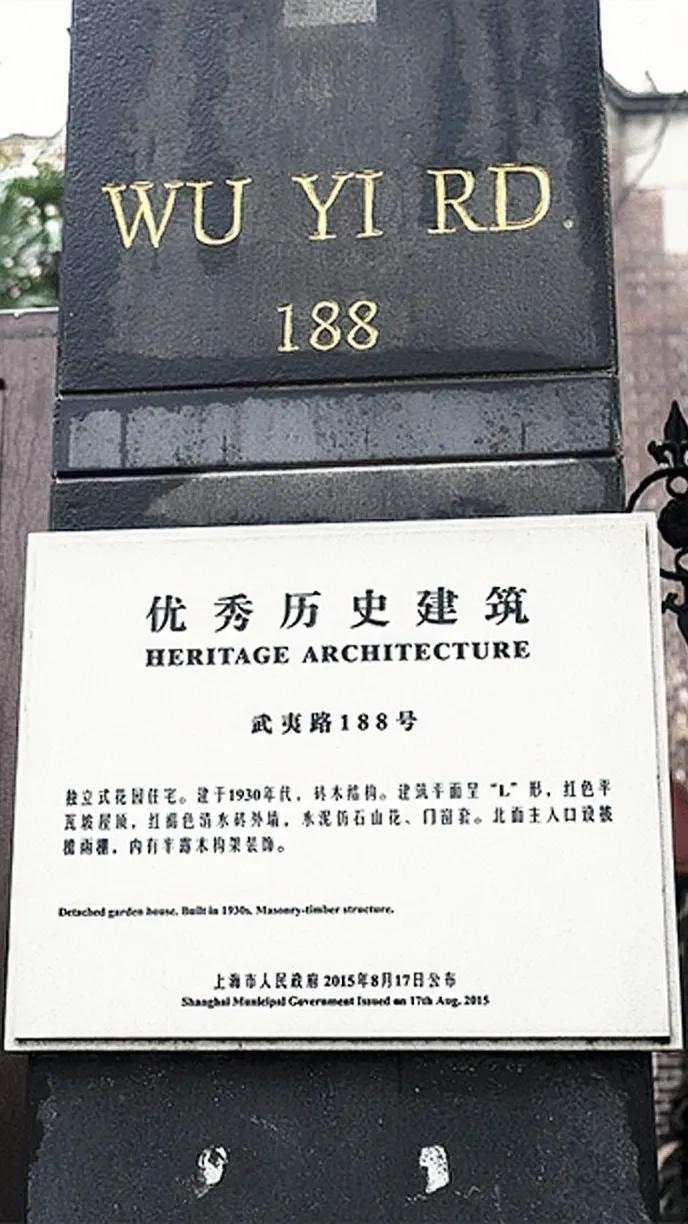 WU YI RD
188
优秀历史建筑
HERITAGE ARCHITECTURE
武夷路188号
独立式花园住宅。建于1930年代，砖木结构。建筑平面呈“L”形，红色平
瓦坡屋顶，红褐色清水砖外墙，水泥仿石山花、门窗套。北面主入口设披
檐雨棚，内有半露木构架装饰。
Detached garden house. Built in 1930s. Masonry-timber structure.
上海市人民政府 2015年8月17日公布
Shanghai Municipal Government Issued on 17th Aug. 2015